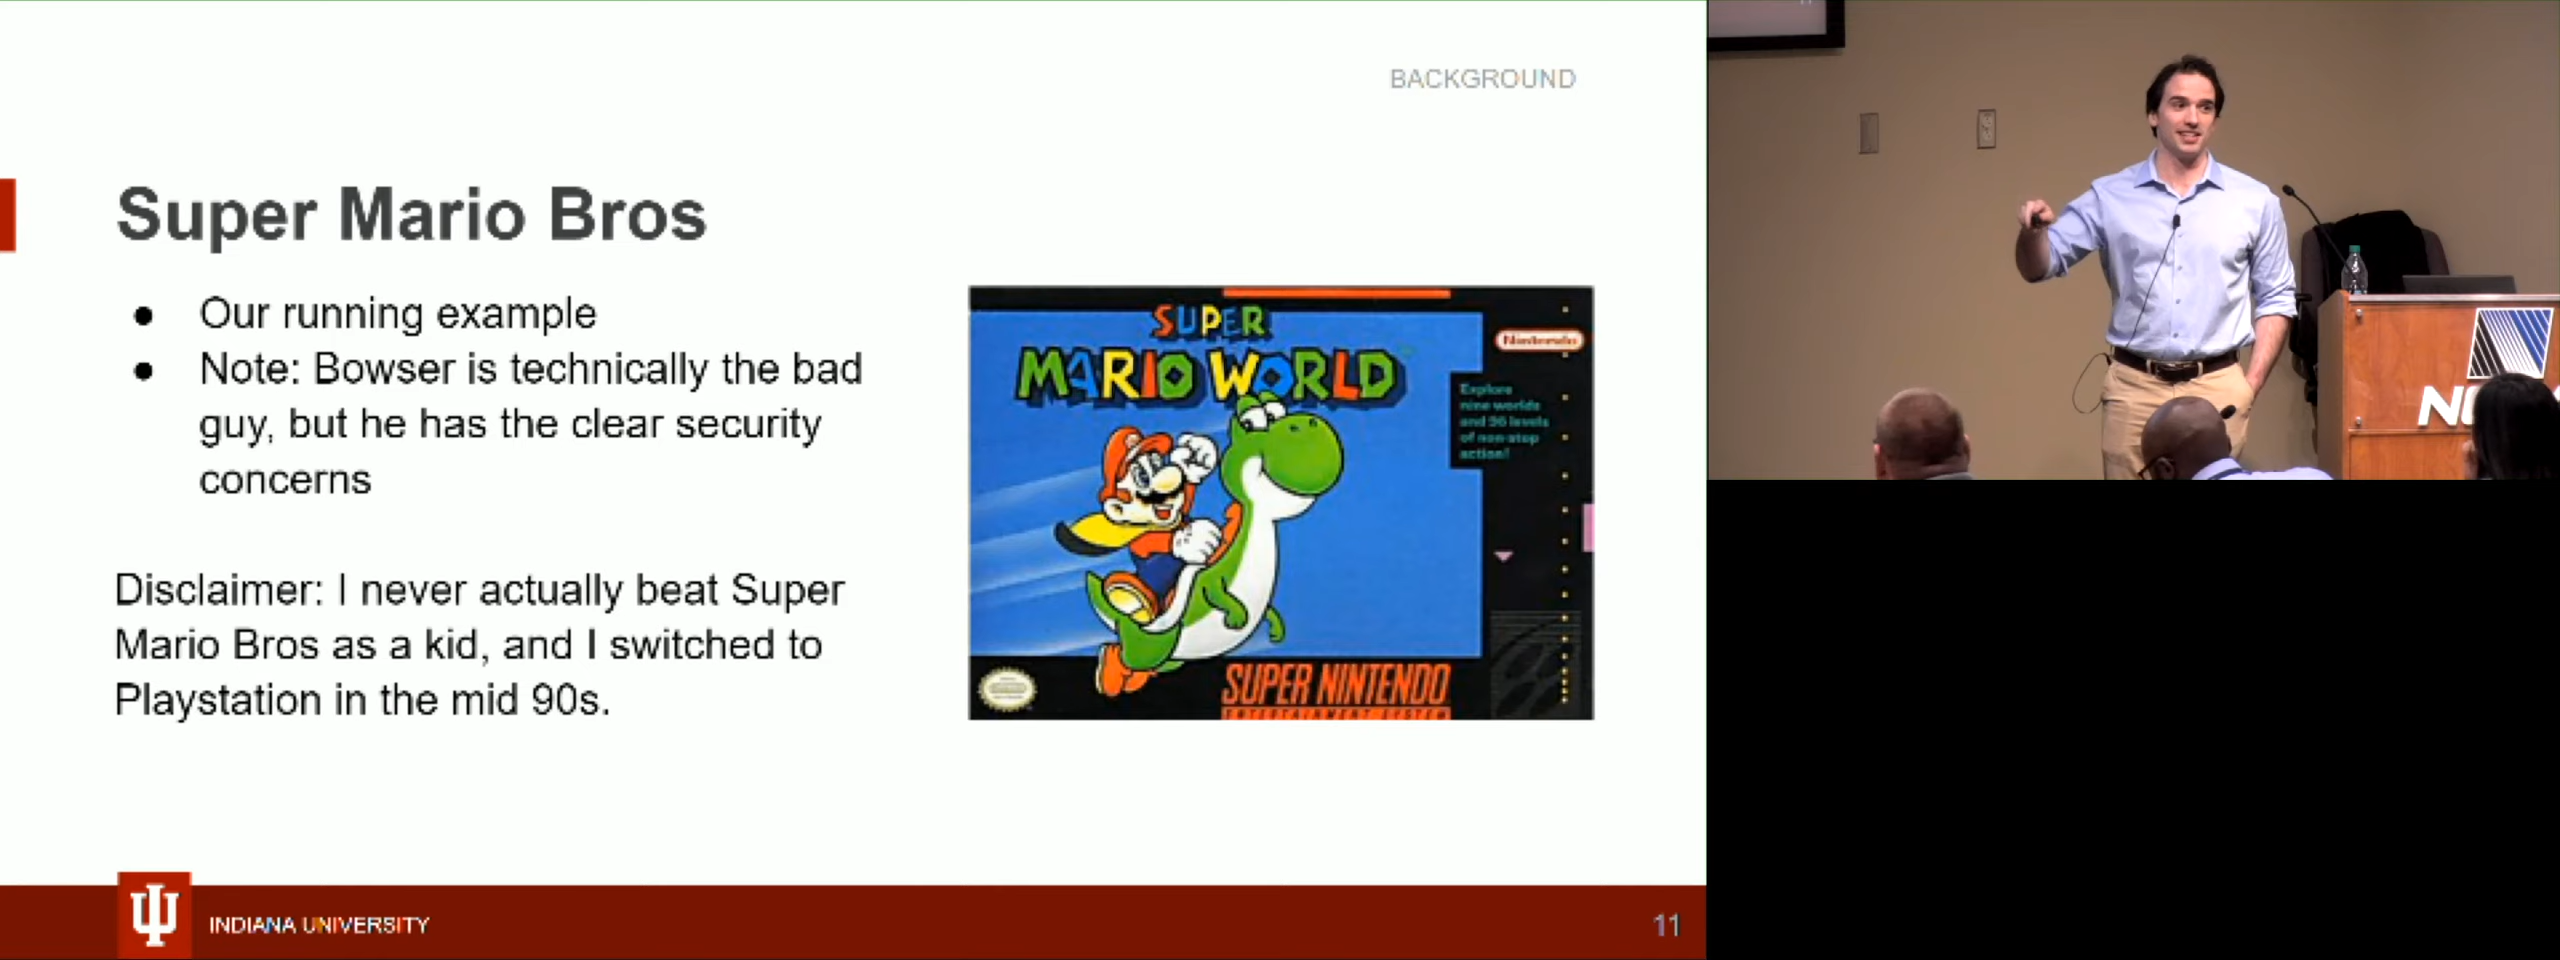 BACKGROUND
Super Mario Bros
● Our running example
● Note: Bowser is technically the bad
guy, but he has the clear security
concerns
Disclaimer: I never actually beat Super
Mario Bros as a kid, and I switched to
Playstation in the mid 90s.
SUPER
MARIO WORLD
Nintendo
Explore
nine worlds
and 96 levels
of non-stop
action!
SUPER NINTENDO
ENTERTAINMENT SYSTEM
INDIANA UNIVERSITY
11